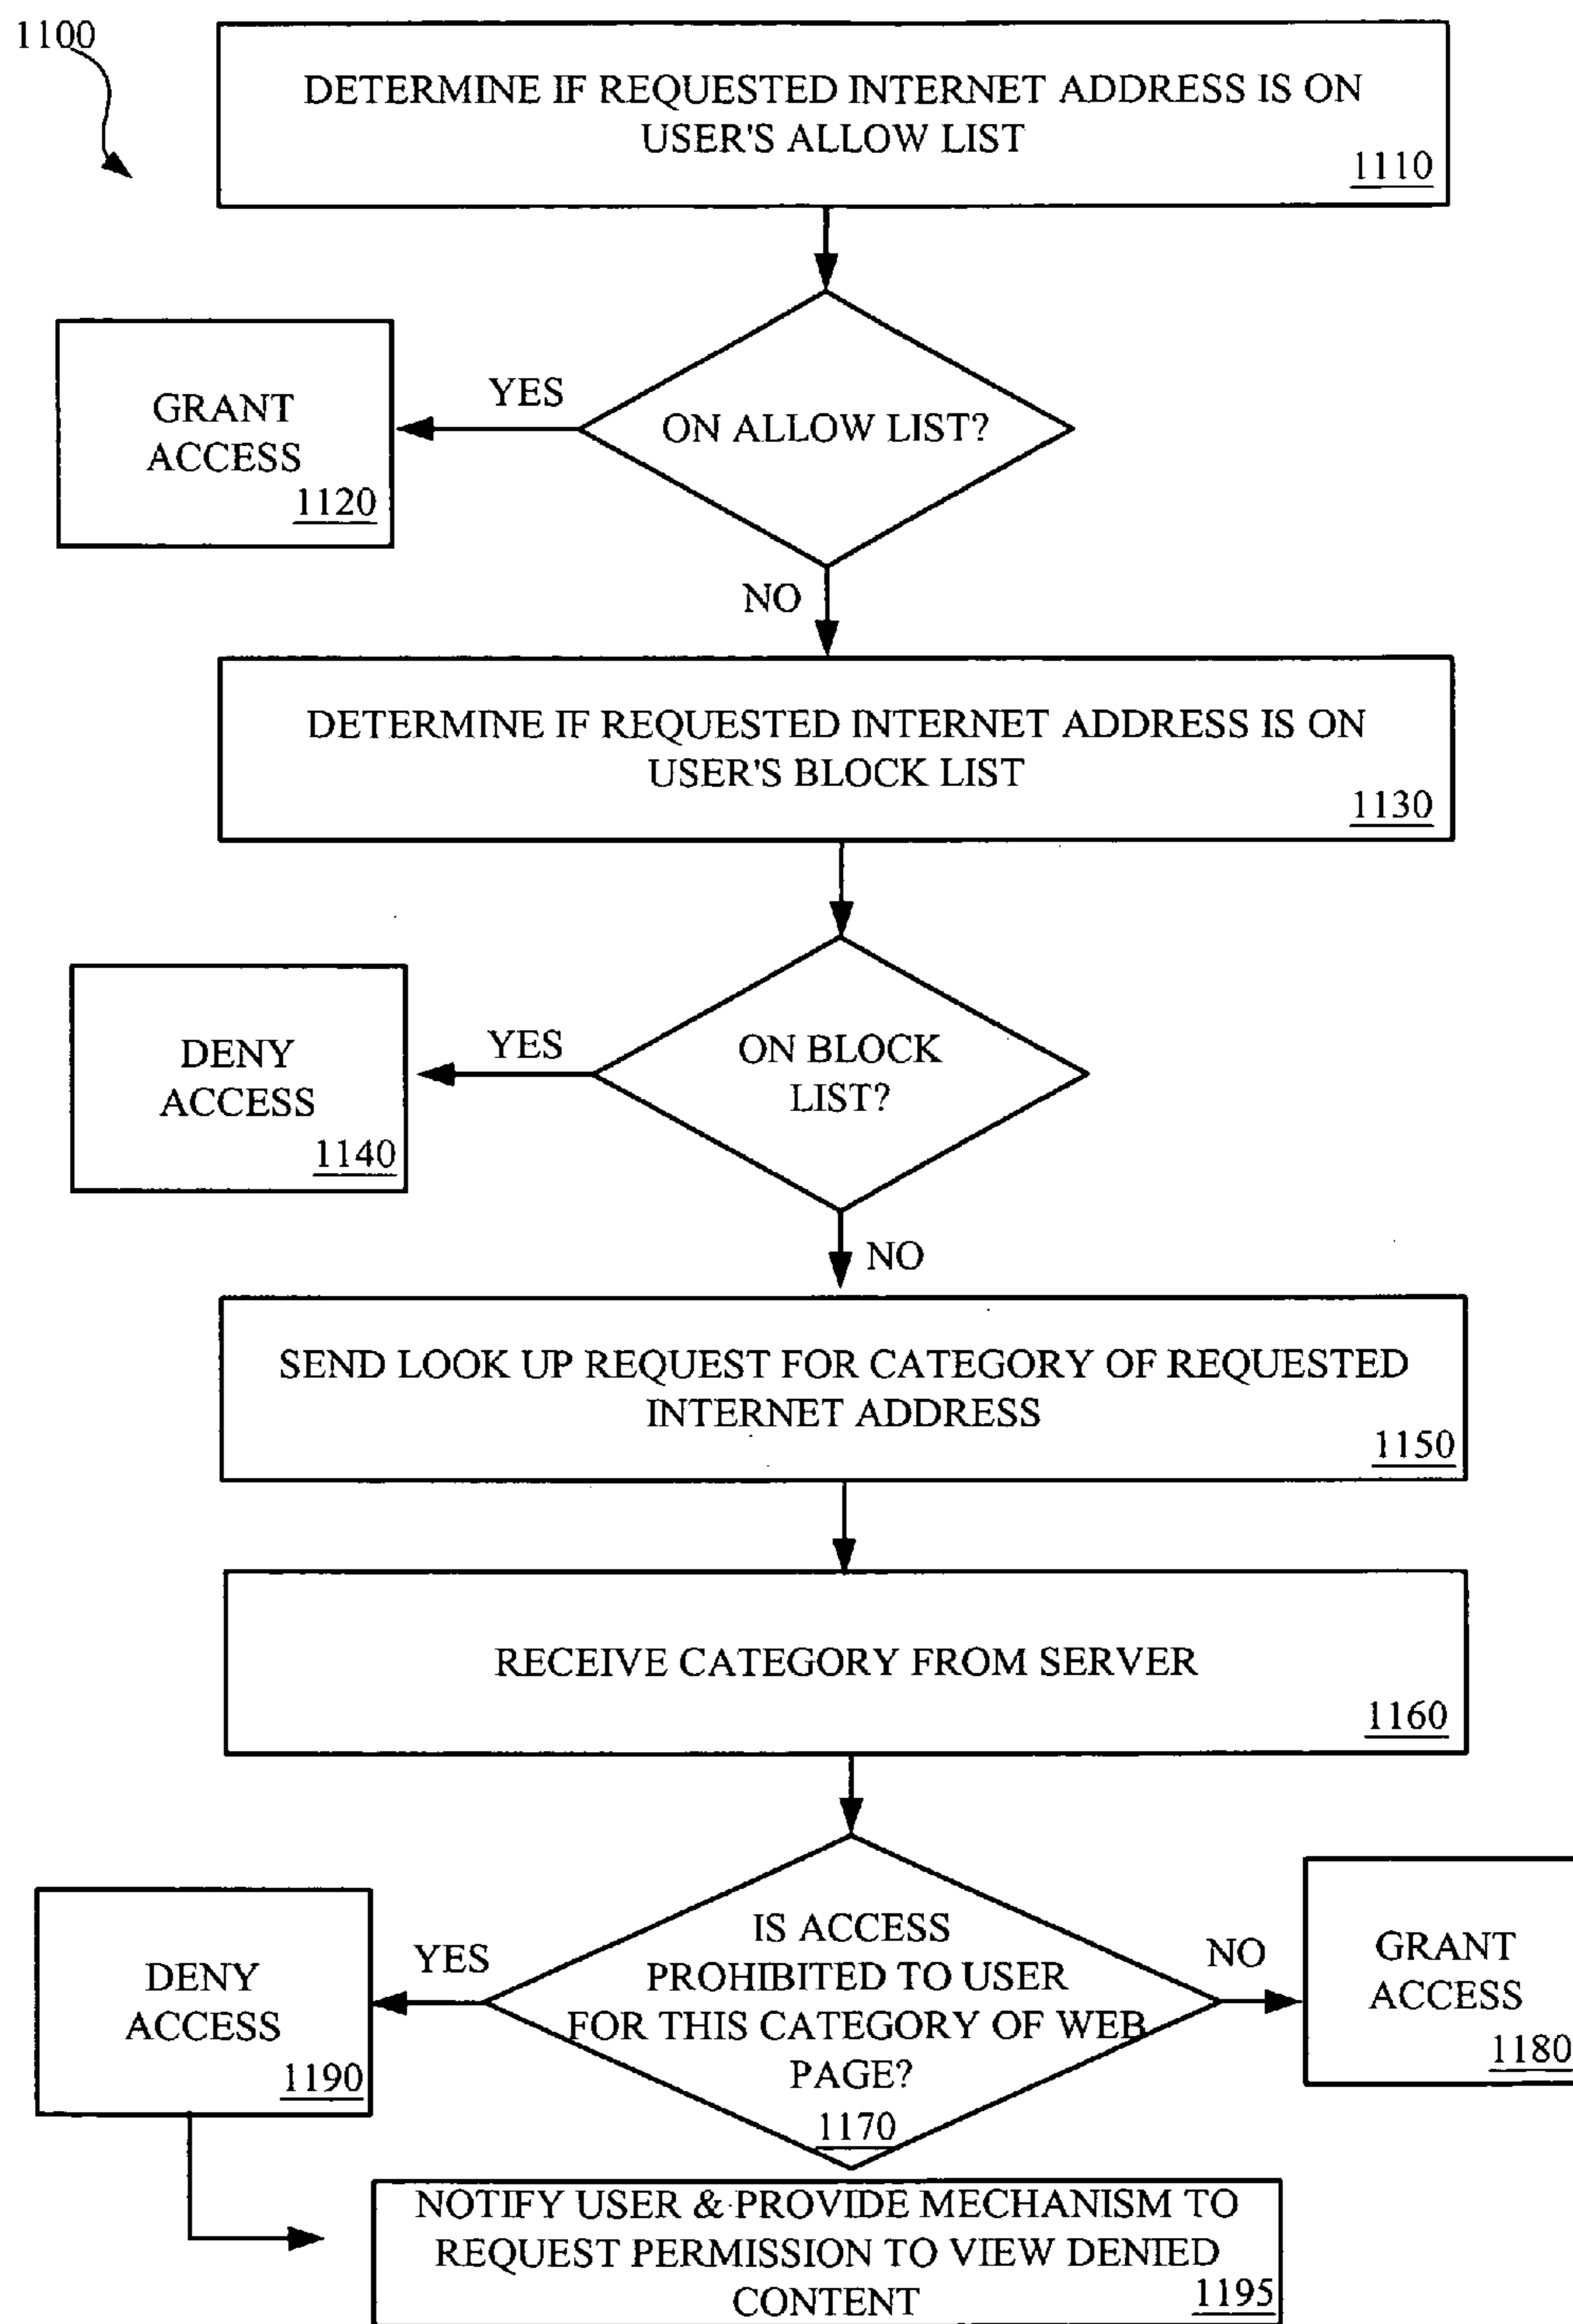 1100
DETERMINE IF REQUESTED INTERNET ADDRESS IS ON
USER'S ALLOW LIST
1110
GRANT
ACCESS
1120
YES
ON ALLOW LIST?
NO
DETERMINE IF REQUESTED INTERNET ADDRESS IS ON
USER'S BLOCK LIST
1130
DENY
ACCESS
1140
YES
ON BLOCK
LIST?
NO
SEND LOOK UP REQUEST FOR CATEGORY OF REQUESTED
INTERNET ADDRESS
1150
RECEIVE CATEGORY FROM SERVER
1160
DENY
ACCESS
1190
YES
IS ACCESS
PROHIBITED TO USER
FOR THIS CATEGORY OF WEB
PAGE?
1170
NO
GRANT
ACCESS
1180
NOTIFY USER & PROVIDE MECHANISM TO
REQUEST PERMISSION TO VIEW DENIED
CONTENT
1195